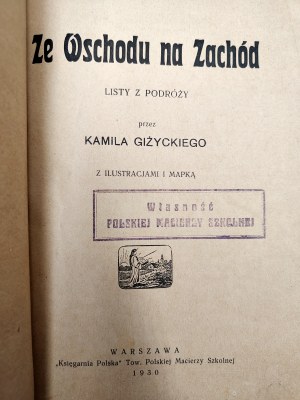 Ze Wschodu na Zachód
LISTY Z PODRÓŻY
przez
KAMILA GIŻYCKIEGO
Z ILUSTRACJAMI I MAPKĄ
Własność
POLSKIEJ MACIERZY SZKOLNEJ
WARSZAWA
„Księgarnia Polska" Tow. Polskiej Macierzy Szkolnej
1930